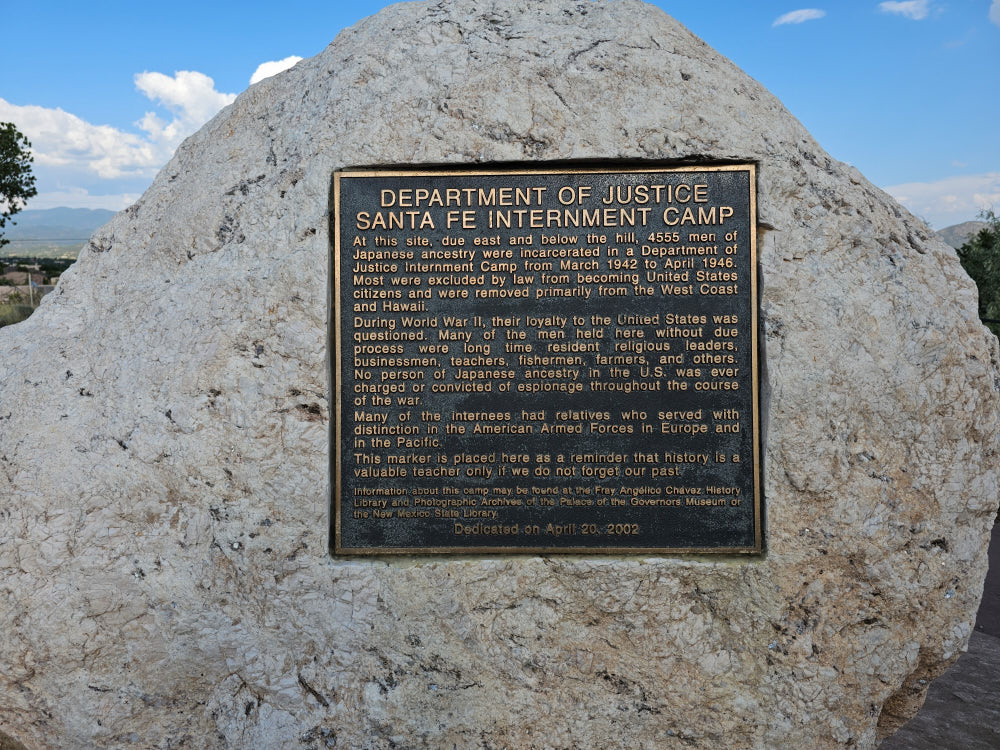 DEPARTMENT OF JUSTICE
SANTA FE INTERNMENT CAMP
At this site, due east and below the hill, 4555 men of
Japanese ancestry were incarcerated in a Department of
Justice Internment Camp from March 1942 to April 1946.
Most were excluded by law from becoming United States
citizens and were removed primarily from the West Coast
and Hawaii.
During World War II, their loyalty to the United States was
questioned. Many of the men held here without due
process were long time resident religious leaders,
businessmen, teachers, fishermen, farmers, and others.
No person of Japanese ancestry in the U.S. was ever
charged or convicted of espionage throughout the course
of the war.
Many of the internees had relatives who served with
distinction in the American Armed Forces in Europe and
in the Pacific.
This marker is placed here as a reminder that history is a
valuable teacher only if we do not forget our past.
Information about this camp may be found at the Fray Angélico Chávez History
Library and Photographic Archives of the Palace of the Governors Museum or
the New Mexico State Library.
Dedicated on April 20, 2002